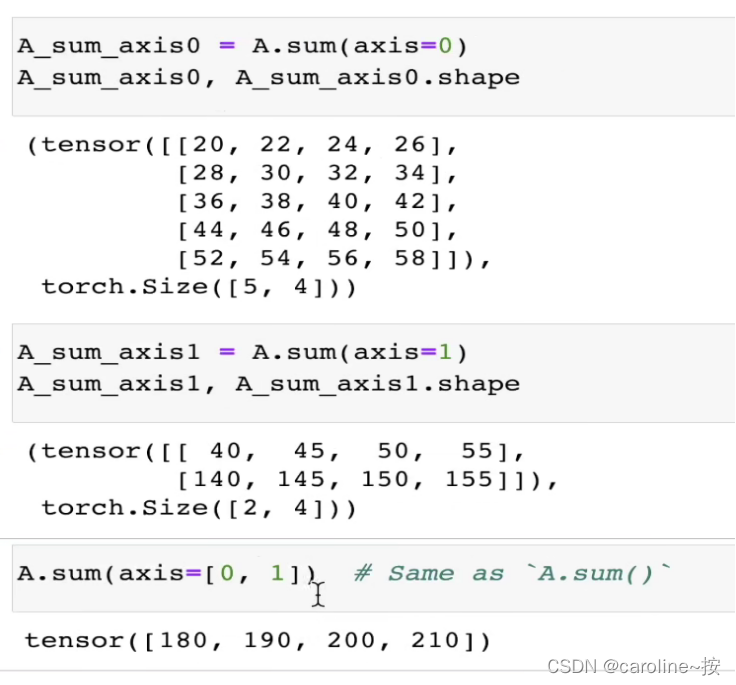 A_sum_axis0 = A.sum(axis=0)
A_sum_axis0, A_sum_axis0.shape
(tensor([[20, 22, 24, 26],
[28, 30, 32, 34],
[36, 38, 40, 42],
[44, 46, 48, 50],
[52, 54, 56, 58]]),
torch.Size([5, 4]))
A_sum_axis1 = A.sum(axis=1)
A_sum_axis1, A_sum_axis1.shape
(tensor([[ 40, 45, 50, 55],
[140, 145, 150, 155]]),
torch.Size([2, 4]))
A.sum(axis=[0, 1]) # Same as `A.sum()`
tensor([180, 190, 200, 210])
CSDN @caroline~按